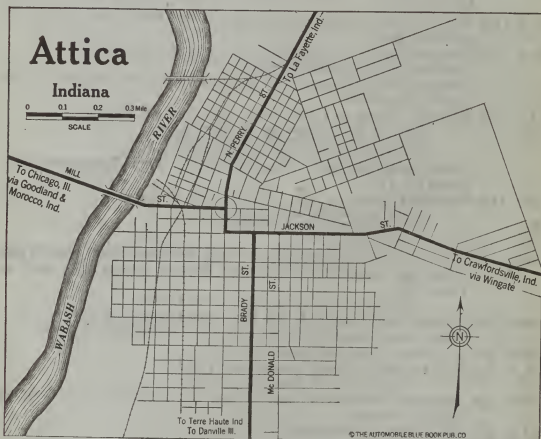 Attica
Indiana
0 0.1 0.2 0.3 Mile
SCALE
RIVER
WABASH
To La Fayette, Ind.
N. PERRY ST.
MILL ST.
To Chicago, Ill.
via Goodland &
Morocco, Ind.
JACKSON ST.
To Crawfordsville, Ind.
via Wingate
BRADY ST.
McDONALD ST.
N
To Terre Haute Ind
To Danville Ill.
© THE AUTOMOBILE BLUE BOOK PUB. CO